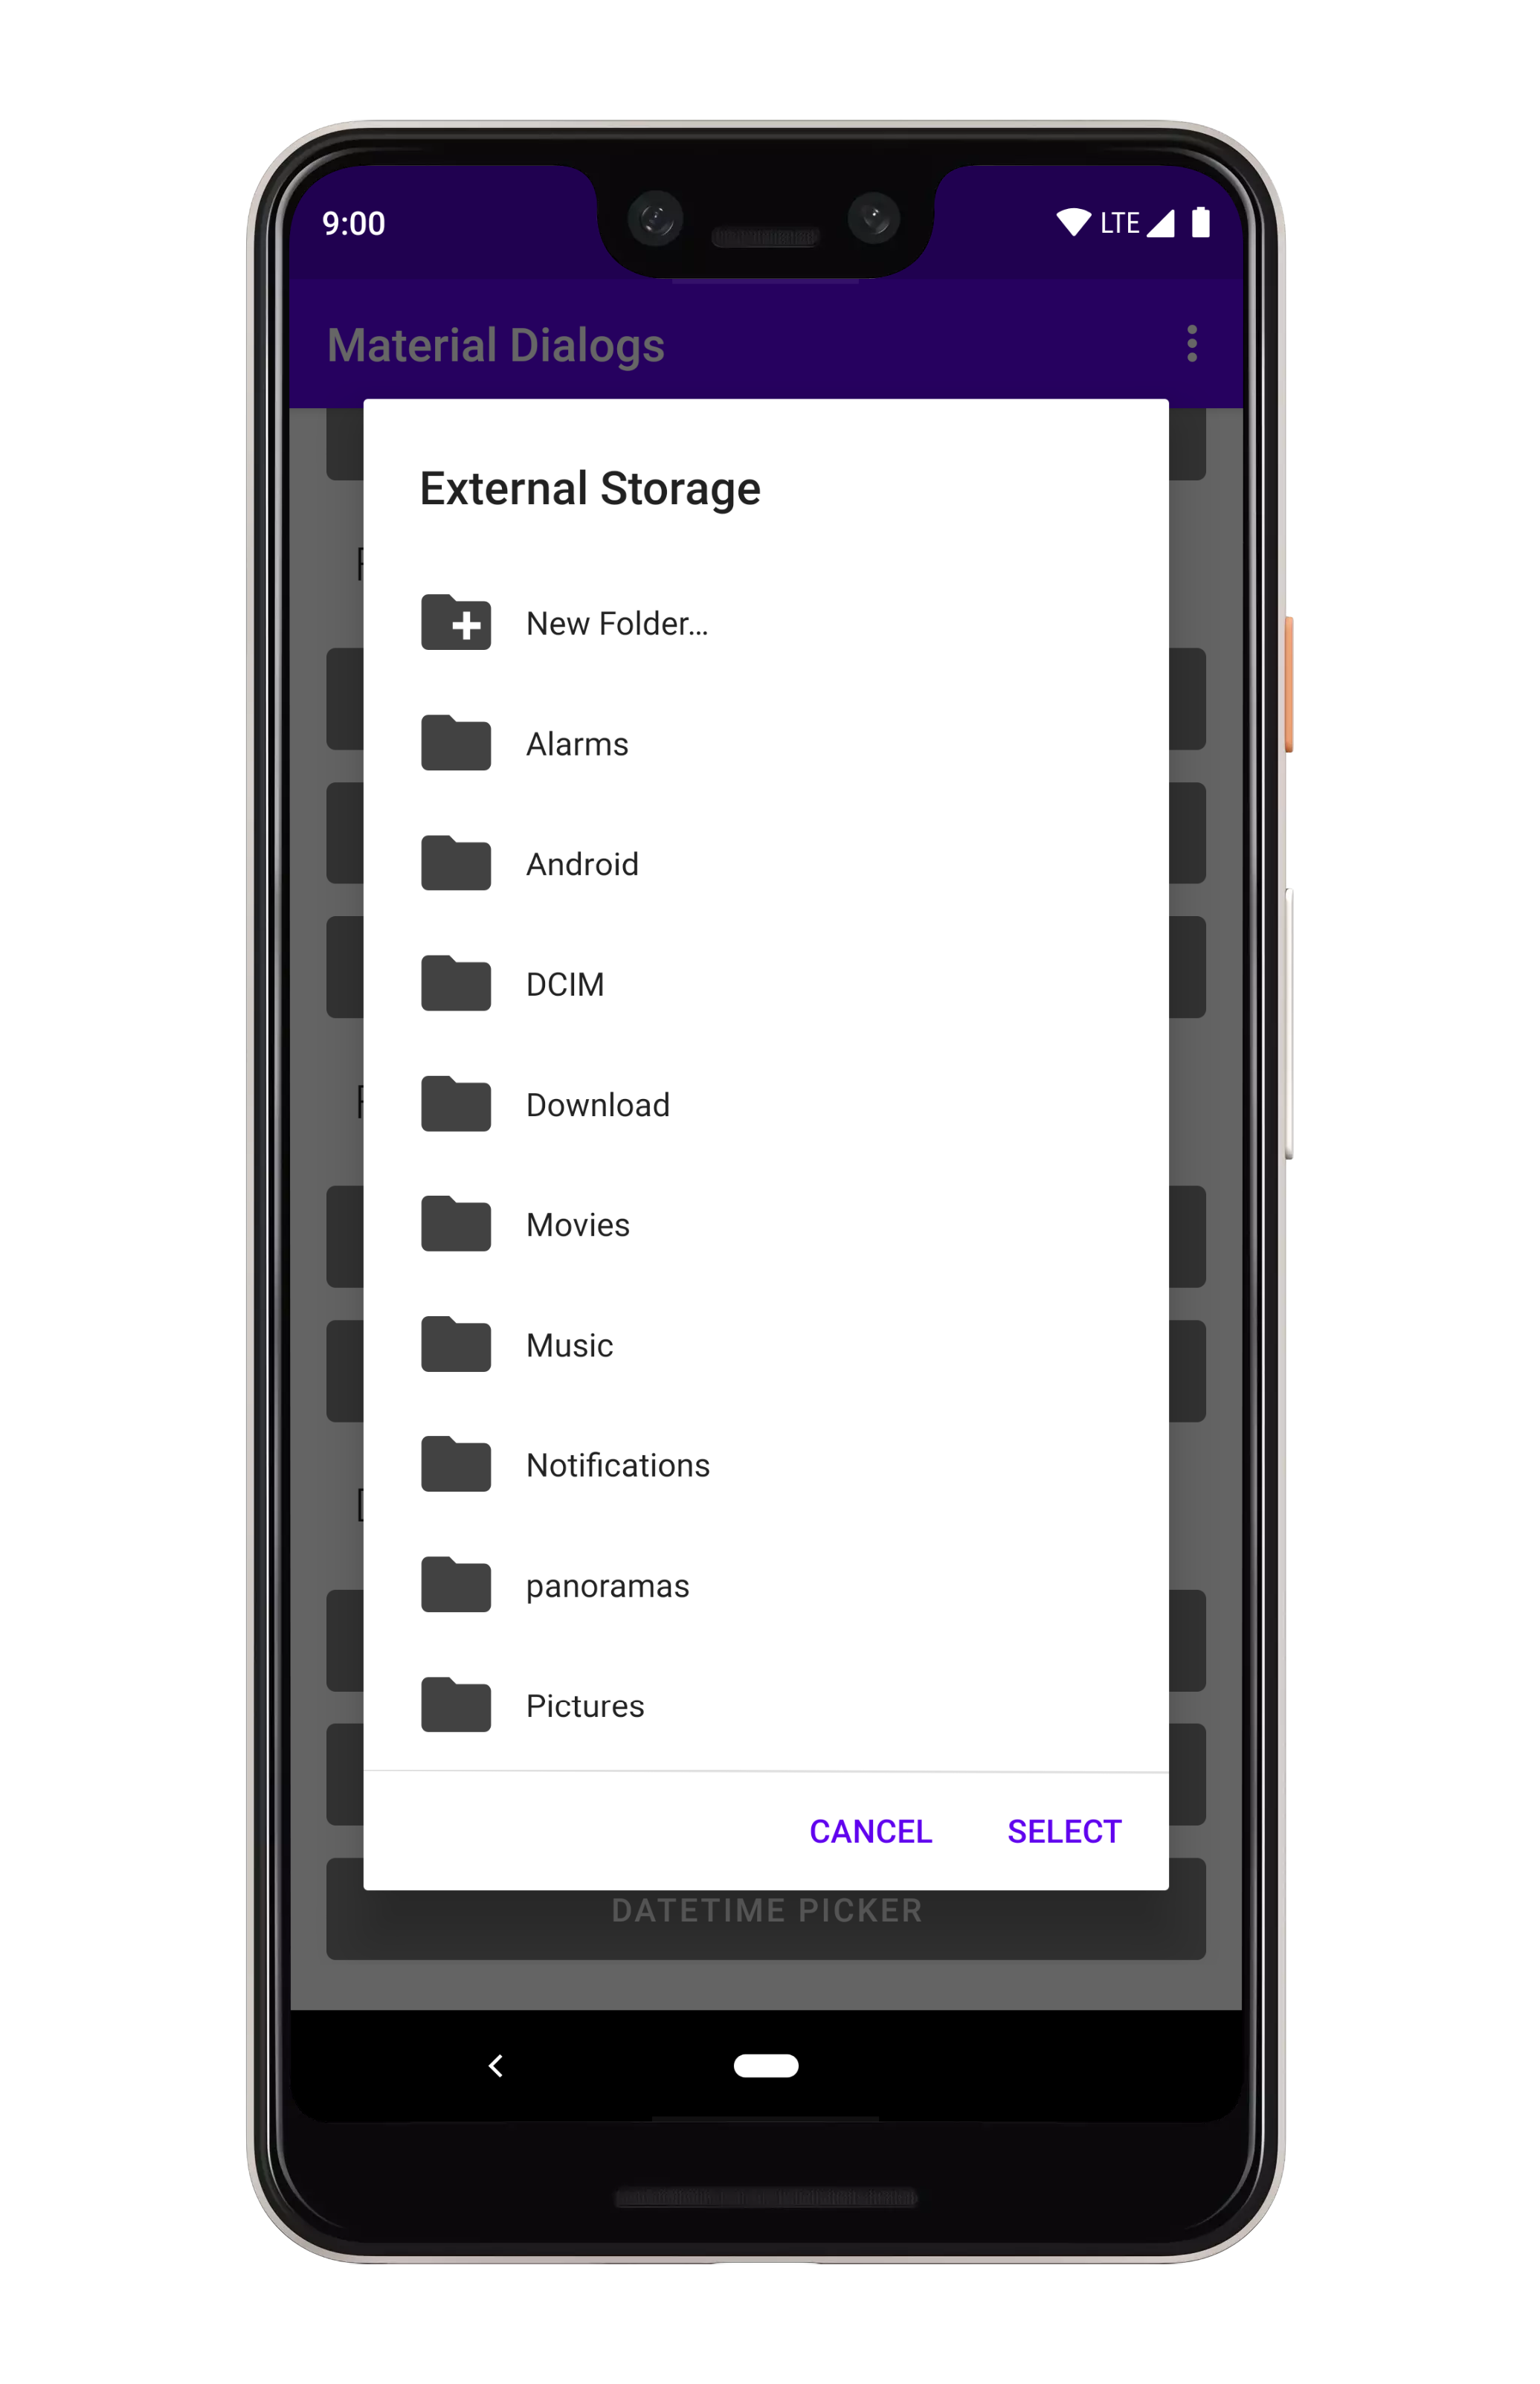 9:00
LTE
Material Dialogs
External Storage
New Folder...
Alarms
Android
DCIM
Download
Movies
Music
Notifications
panoramas
Pictures
CANCEL SELECT
DATETIME PICKER